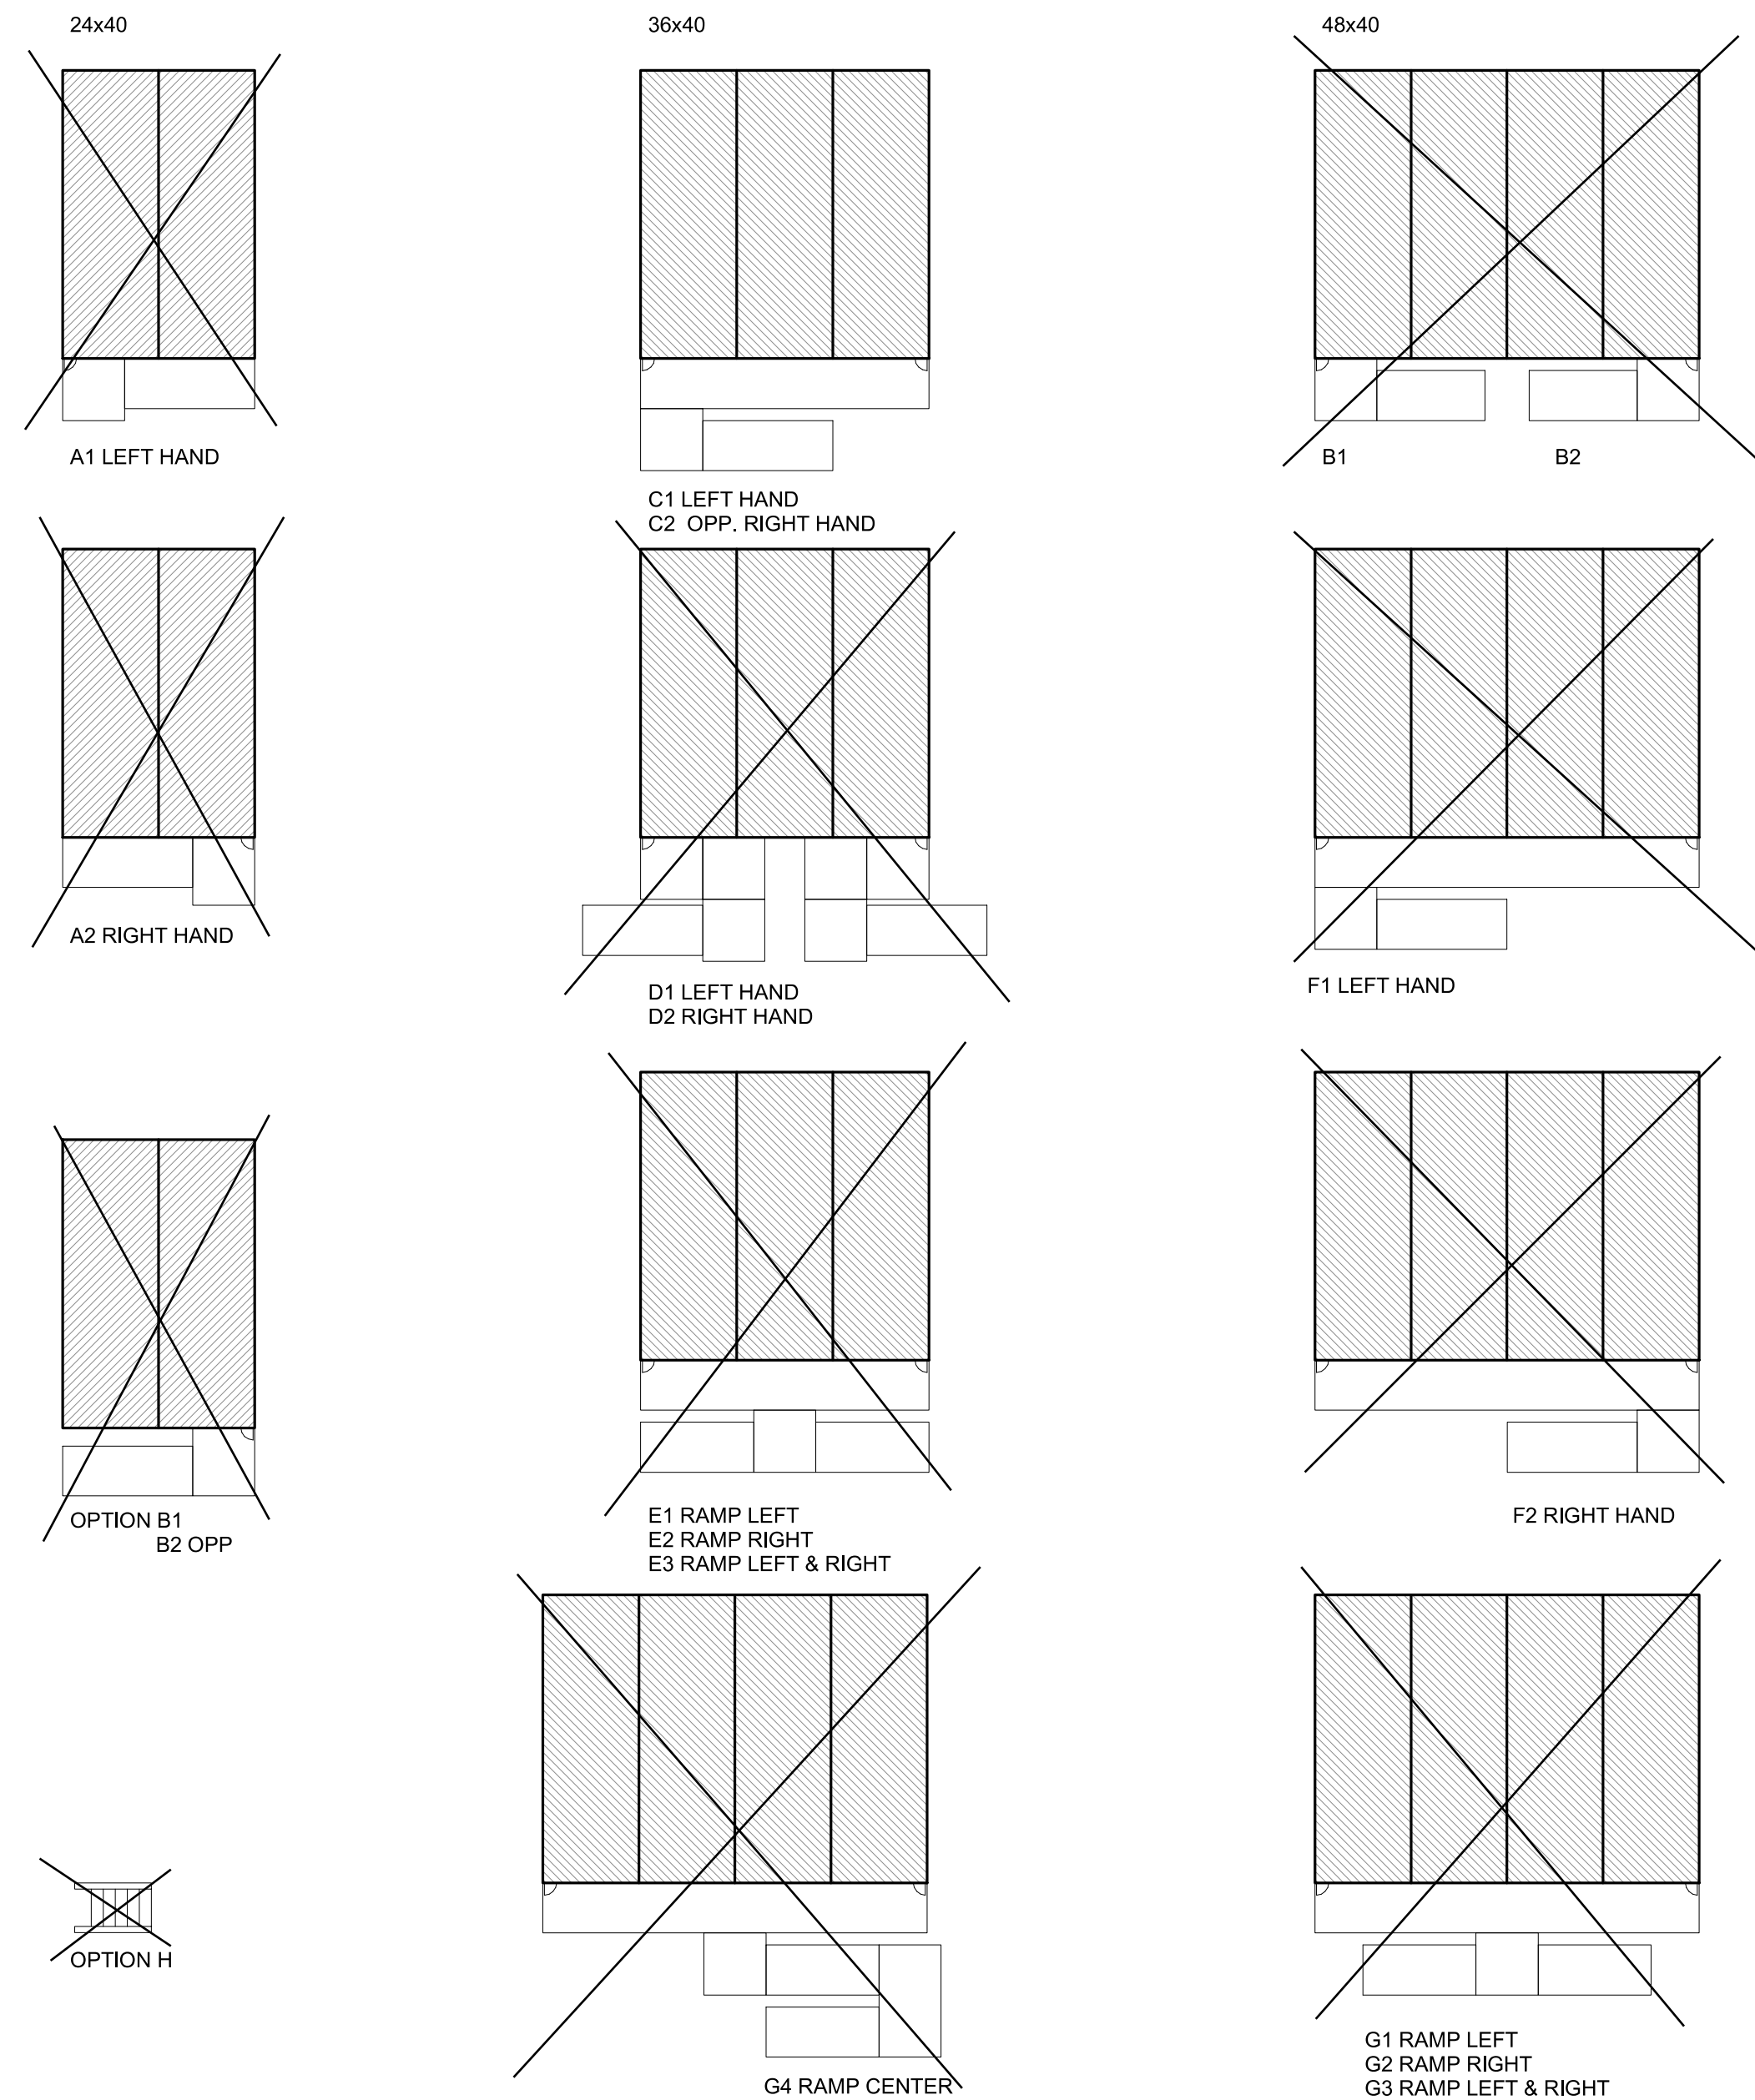 24x40
36x40
48x40
A1 LEFT HAND
B1
B2
C1 LEFT HAND
C2 OPP. RIGHT HAND
A2 RIGHT HAND
D1 LEFT HAND
D2 RIGHT HAND
F1 LEFT HAND
OPTION B1
B2 OPP
E1 RAMP LEFT
E2 RAMP RIGHT
E3 RAMP LEFT & RIGHT
F2 RIGHT HAND
OPTION H
G4 RAMP CENTER
G1 RAMP LEFT
G2 RAMP RIGHT
G3 RAMP LEFT & RIGHT